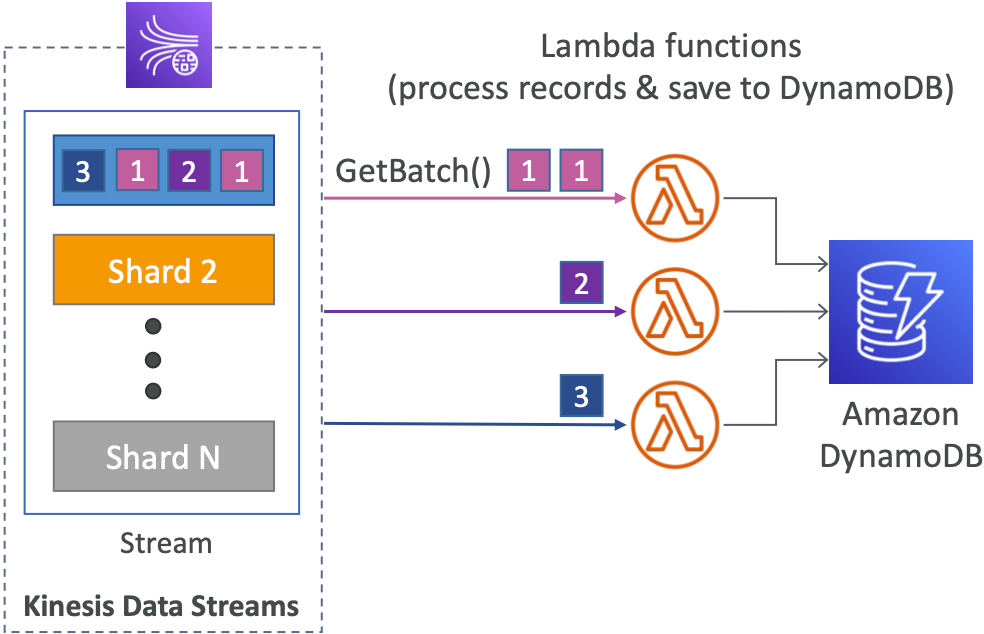 Lambda functions
(process records & save to DynamoDB)
3 1 2 1
GetBatch() 1 1
Shard 2
2
3
Shard N
Amazon
DynamoDB
Stream
Kinesis Data Streams